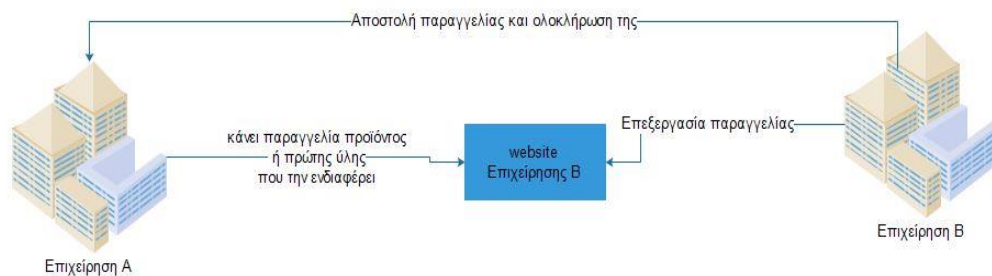 Αποστολή παραγγελίας και ολοκλήρωση της
κάνει παραγγελία προϊόντος
ή πρώτης ύλης
που την ενδιαφέρει
website
Επιχείρησης Β
Επεξεργασία παραγγελίας
Επιχείρηση Α
Επιχείρηση Β